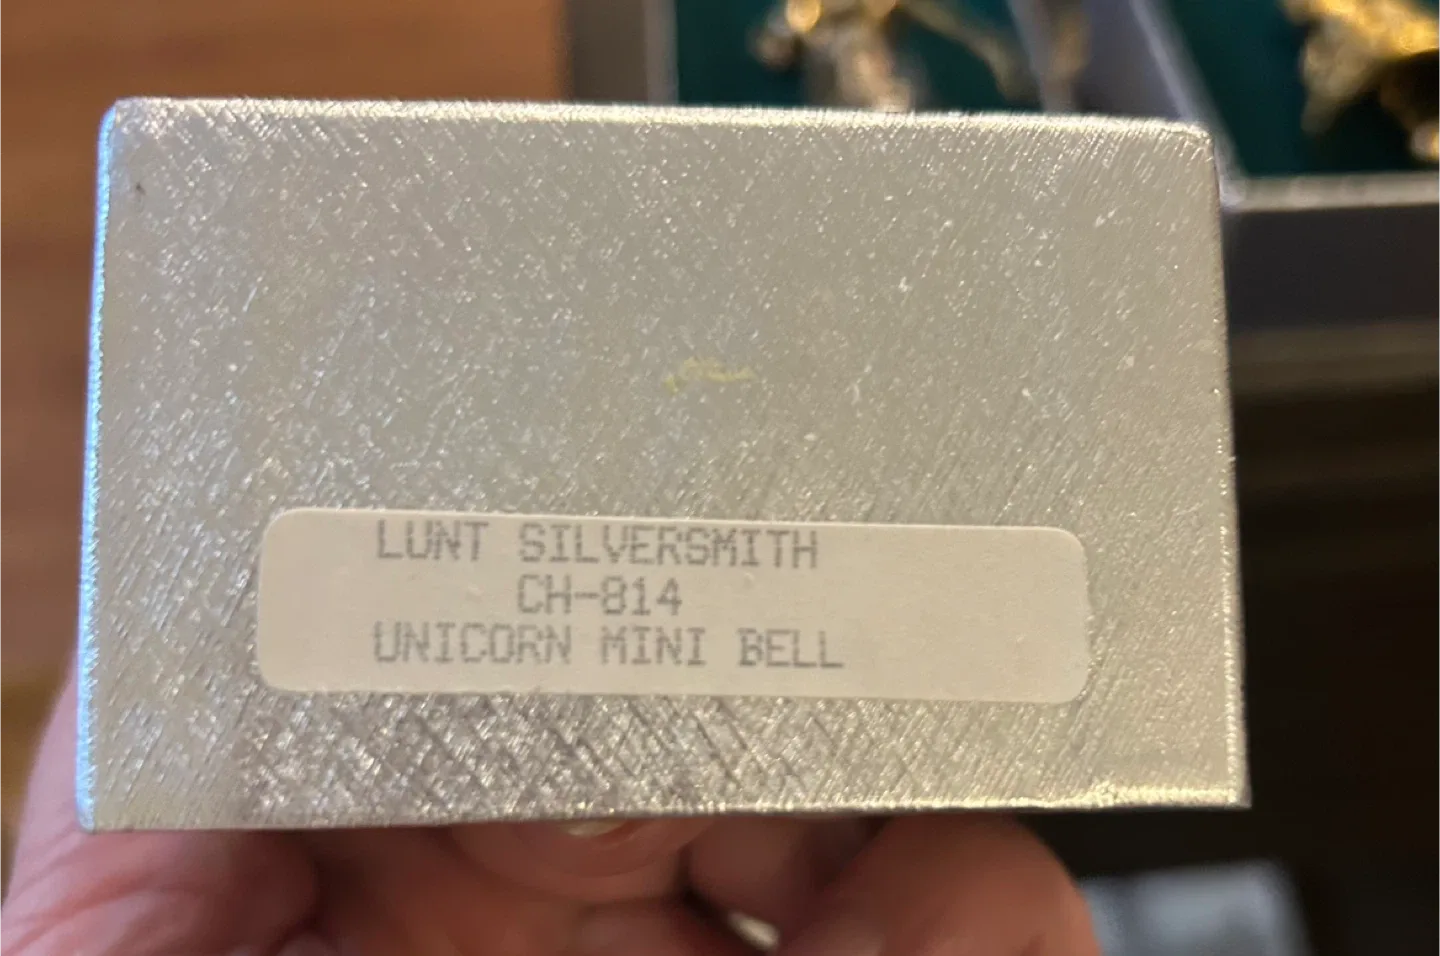 LUNT SILVERSMITH
CH-814
UNICORN MINI BELL